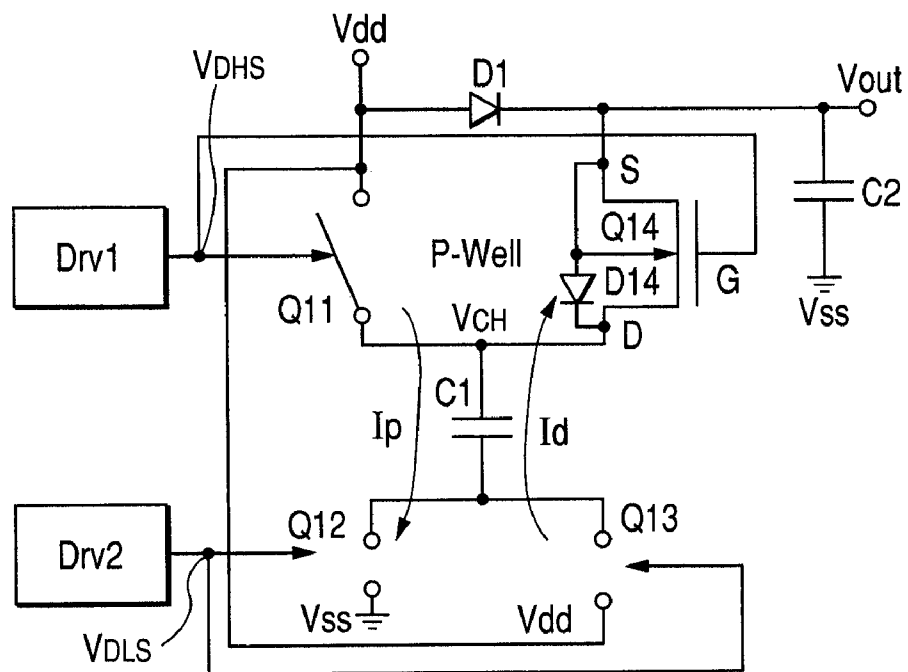 Vdd
VDHS
D1
Vout
S
C2
Drv1
P-Well
Q14
D14
G
Q11
VSS
VCH
D
C1
Ip
Id
Q12
Q13
Drv2
VSS
Vdd
VDLS